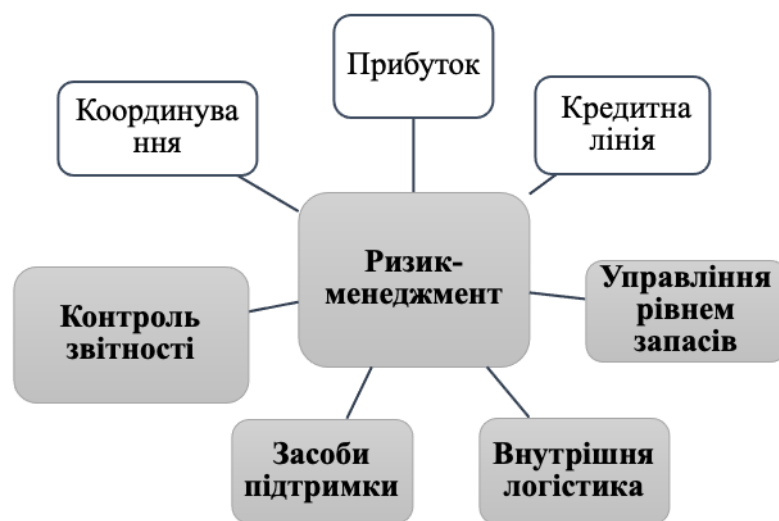 Прибуток
Координува
ння
Кредитна
лінія
Ризик-
менеджмент
Контроль
звітності
Управління
рівнем
запасів
Засоби
підтримки
Внутрішня
логістика